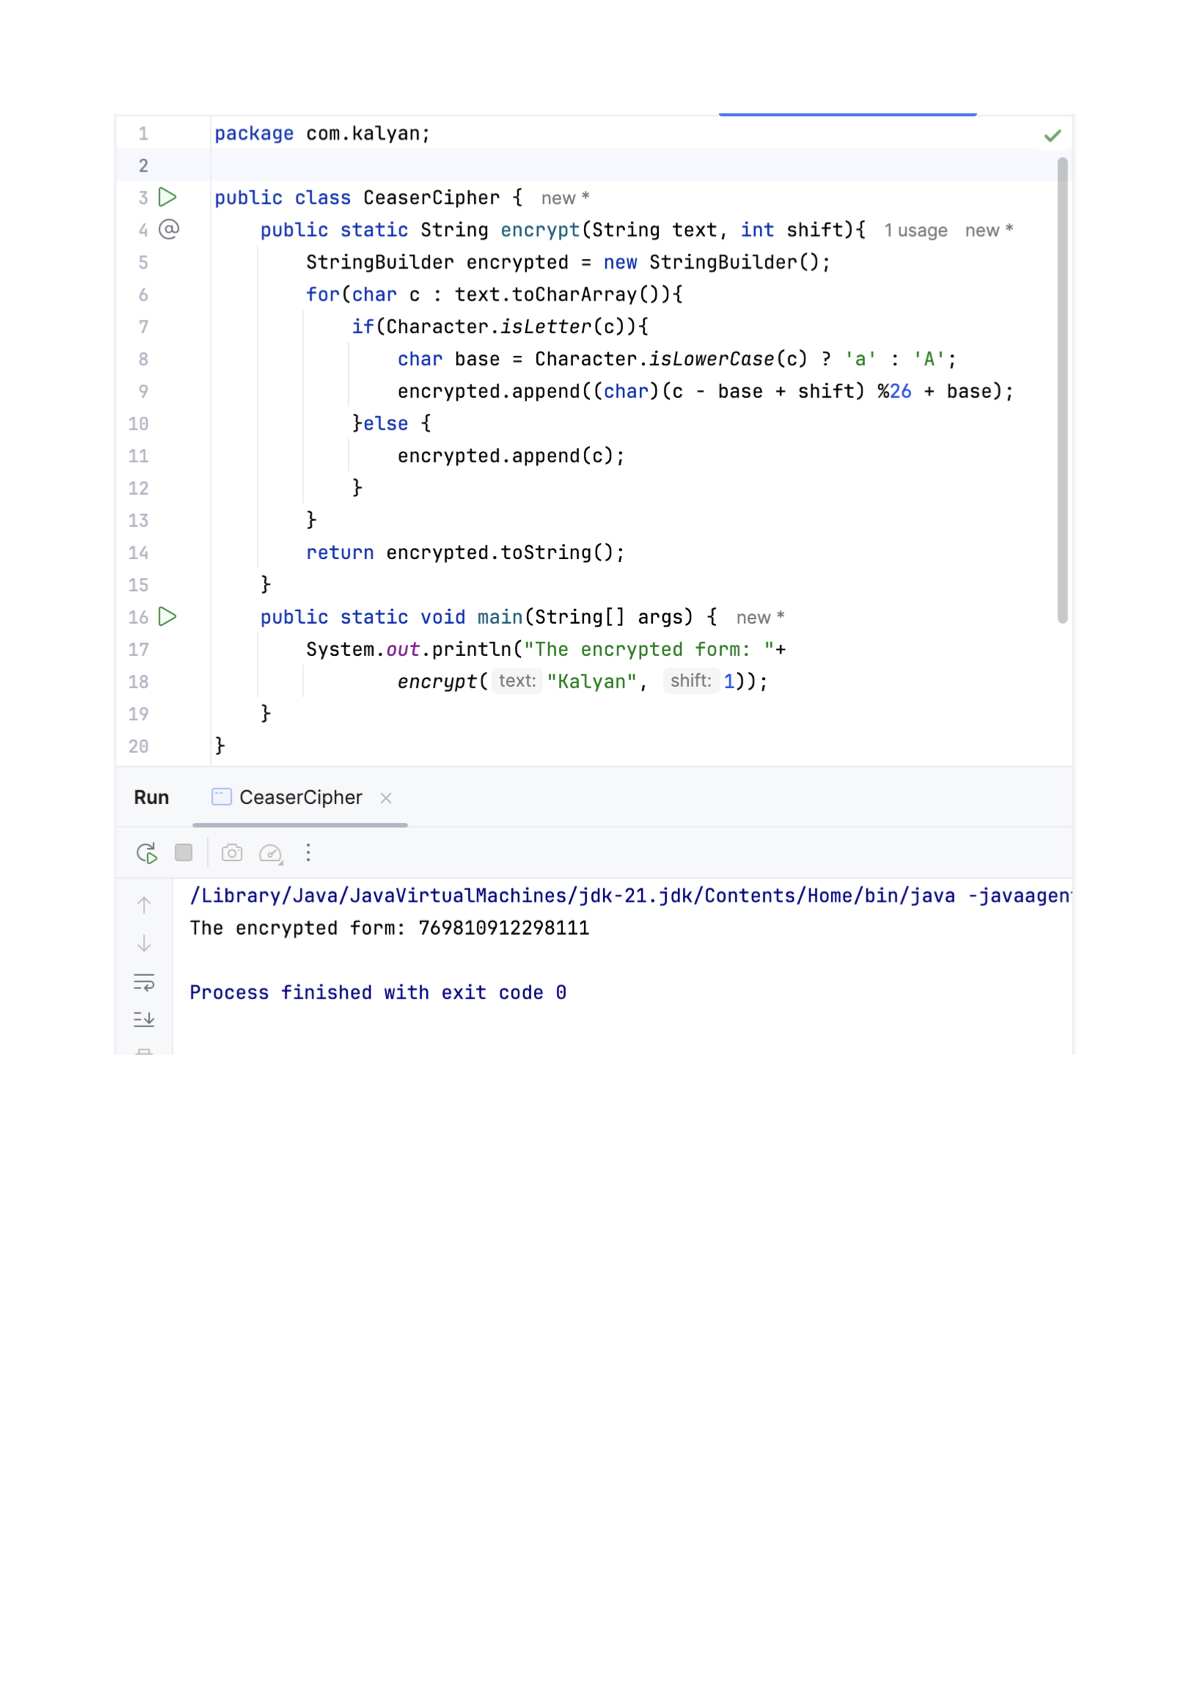 1 package com.kalyan;
2
3 public class CeaserCipher { new *
4 @ public static String encrypt(String text, int shift){ 1 usage new *
5 StringBuilder encrypted = new StringBuilder();
6 for(char c : text.toCharArray()){
7 if(Character.isLetter(c)){
8 char base = Character.isLowerCase(c) ? 'a' : 'A';
9 encrypted.append((char)(c - base + shift) %26 + base);
10 }else {
11 encrypted.append(c);
12 }
13 }
14 return encrypted.toString();
15 }
16 public static void main(String[] args) { new *
17 System.out.println("The encrypted form: "+
18 encrypt( text: "Kalyan", shift: 1));
19 }
20 }
Run CeaserCipher ×
/Library/Java/JavaVirtualMachines/jdk-21.jdk/Contents/Home/bin/java -javaagen
The encrypted form: 769810912298111
Process finished with exit code 0